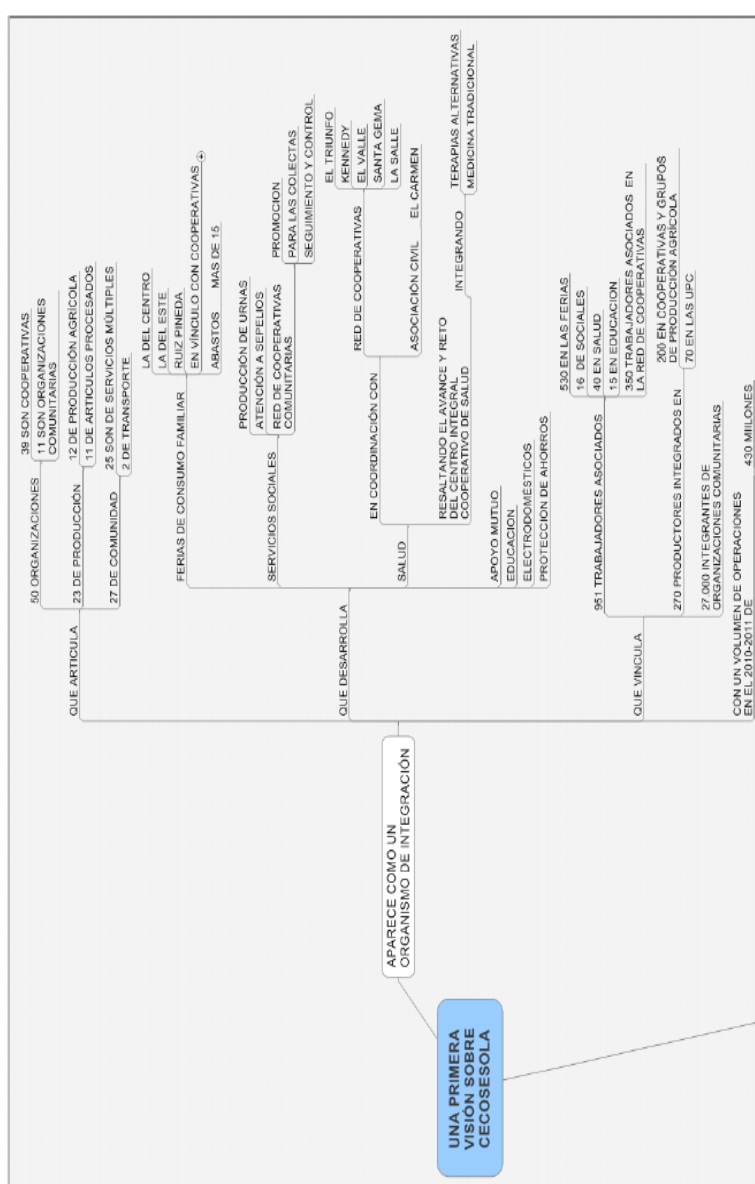 UNA PRIMERA
VISIÓN SOBRE
CECOSESOLA
APARECE COMO UN
ORGANISMO DE INTEGRACIÓN
QUE ARTICULA
50 ORGANIZACIONES
39 SON COOPERATIVAS
11 SON ORGANIZACIONES
COMUNITARIAS
23 DE PRODUCCIÓN
12 DE PRODUCCIÓN AGRÍCOLA
11 DE ARTICULOS PROCESADOS
27 DE COMUNIDAD
25 SON DE SERVICIOS MÚLTIPLES
2 DE TRANSPORTE
QUE DESARROLLA
FERIAS DE CONSUMO FAMILIAR
LA DEL CENTRO
LA DEL ESTE
RUIZ PINEDA
EN VÍNCULO CON COOPERATIVAS
ABASTOS
MAS DE 15
SERVICIOS SOCIALES
PRODUCCIÓN DE URNAS
ATENCIÓN A SEPELIOS
RED DE COOPERATIVAS
COMUNITARIAS
PROMOCION
PARA LAS COLECTAS
SEGUIMIENTO Y CONTROL
SALUD
EN COORDINACIÓN CON
RED DE COOPERATIVAS
EL TRIUNFO
KENNEDY
EL VALLE
SANTA GEMA
LA SALLE
ASOCIACIÓN CIVIL
EL CARMEN
RESALTANDO EL AVANCE Y RETO
DEL CENTRO INTEGRAL
COOPERATIVO DE SALUD
INTEGRANDO
TERAPIAS ALTERNATIVAS
MEDICINA TRADICIONAL
APOYO MUTUO
EDUCACION
ELECTRODOMÉSTICOS
PROTECCION DE AHORROS
QUE VINCULA
951 TRABAJADORES ASOCIADOS
530 EN LAS FERIAS
16 DE SOCIALES
40 EN SALUD
15 EN EDUCACION
350 TRABAJADORES ASOCIADOS EN
LA RED DE COOPERATIVAS
270 PRODUCTORES INTEGRADOS EN
200 EN COOPERATIVAS Y GRUPOS
DE PRODUCCIÓN AGRÍCOLA
70 EN LAS UPC
27.000 INTEGRANTES DE
ORGANIZACIONES COMUNITARIAS
CON UN VOLUMEN DE OPERACIONES
EN EL 2010-2011 DE
430 MIILONES